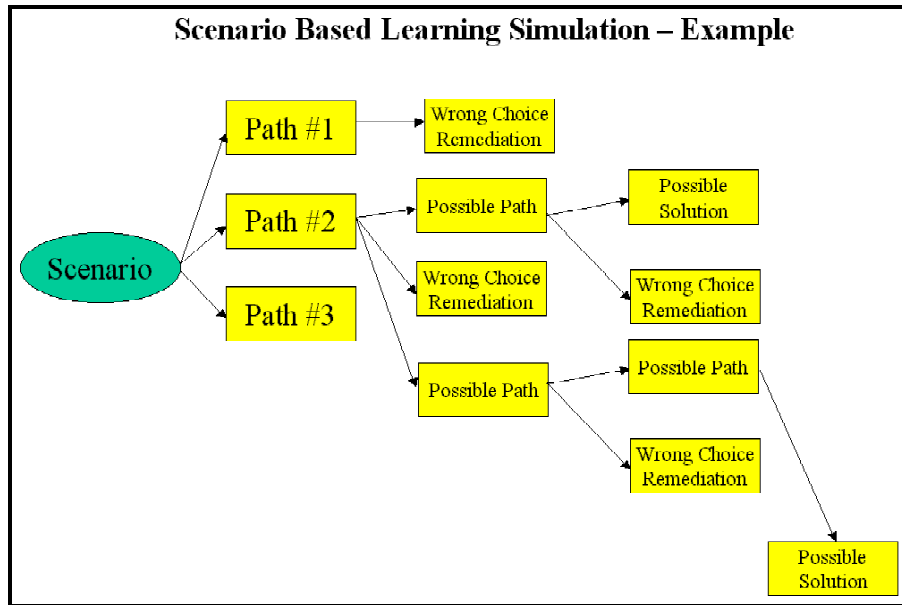 Scenario Based Learning Simulation – Example
Path #1
Wrong Choice
Remediation
Path #2
Possible Path
Possible
Solution
Scenario
Wrong Choice
Remediation
Wrong Choice
Remediation
Path #3
Possible Path
Possible Path
Wrong Choice
Remediation
Possible
Solution